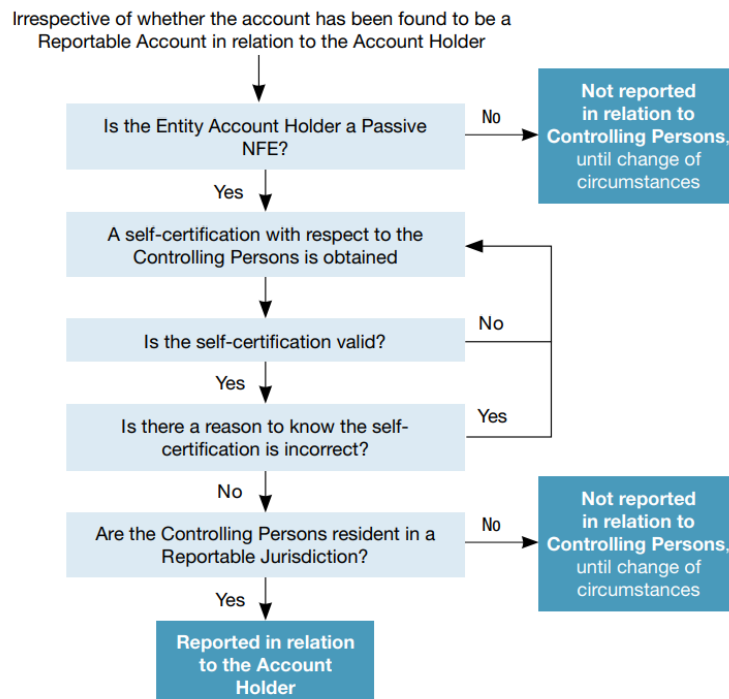 Irrespective of whether the account has been found to be a
Reportable Account in relation to the Account Holder
Is the Entity Account Holder a Passive
NFE?
No
Not reported
in relation to
Controlling Persons,
until change of
circumstances
Yes
A self-certification with respect to the
Controlling Persons is obtained
Is the self-certification valid?
No
Yes
Is there a reason to know the self-
certification is incorrect?
Yes
No
Are the Controlling Persons resident in a
Reportable Jurisdiction?
No
Not reported
in relation to
Controlling Persons,
until change of
circumstances
Yes
Reported in relation
to the Account
Holder